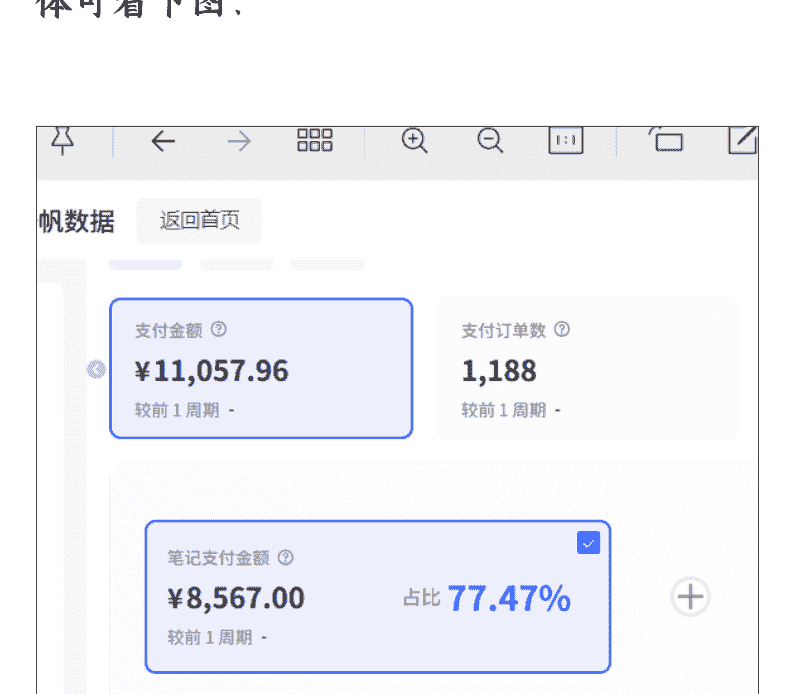 体可看下图：
帆数据
返回首页
支付金额 ?
¥11,057.96
较前 1 周期 -
支付订单数 ?
1,188
较前 1 周期 -
笔记支付金额 ?
¥8,567.00
占比 77.47%
较前 1 周期 -